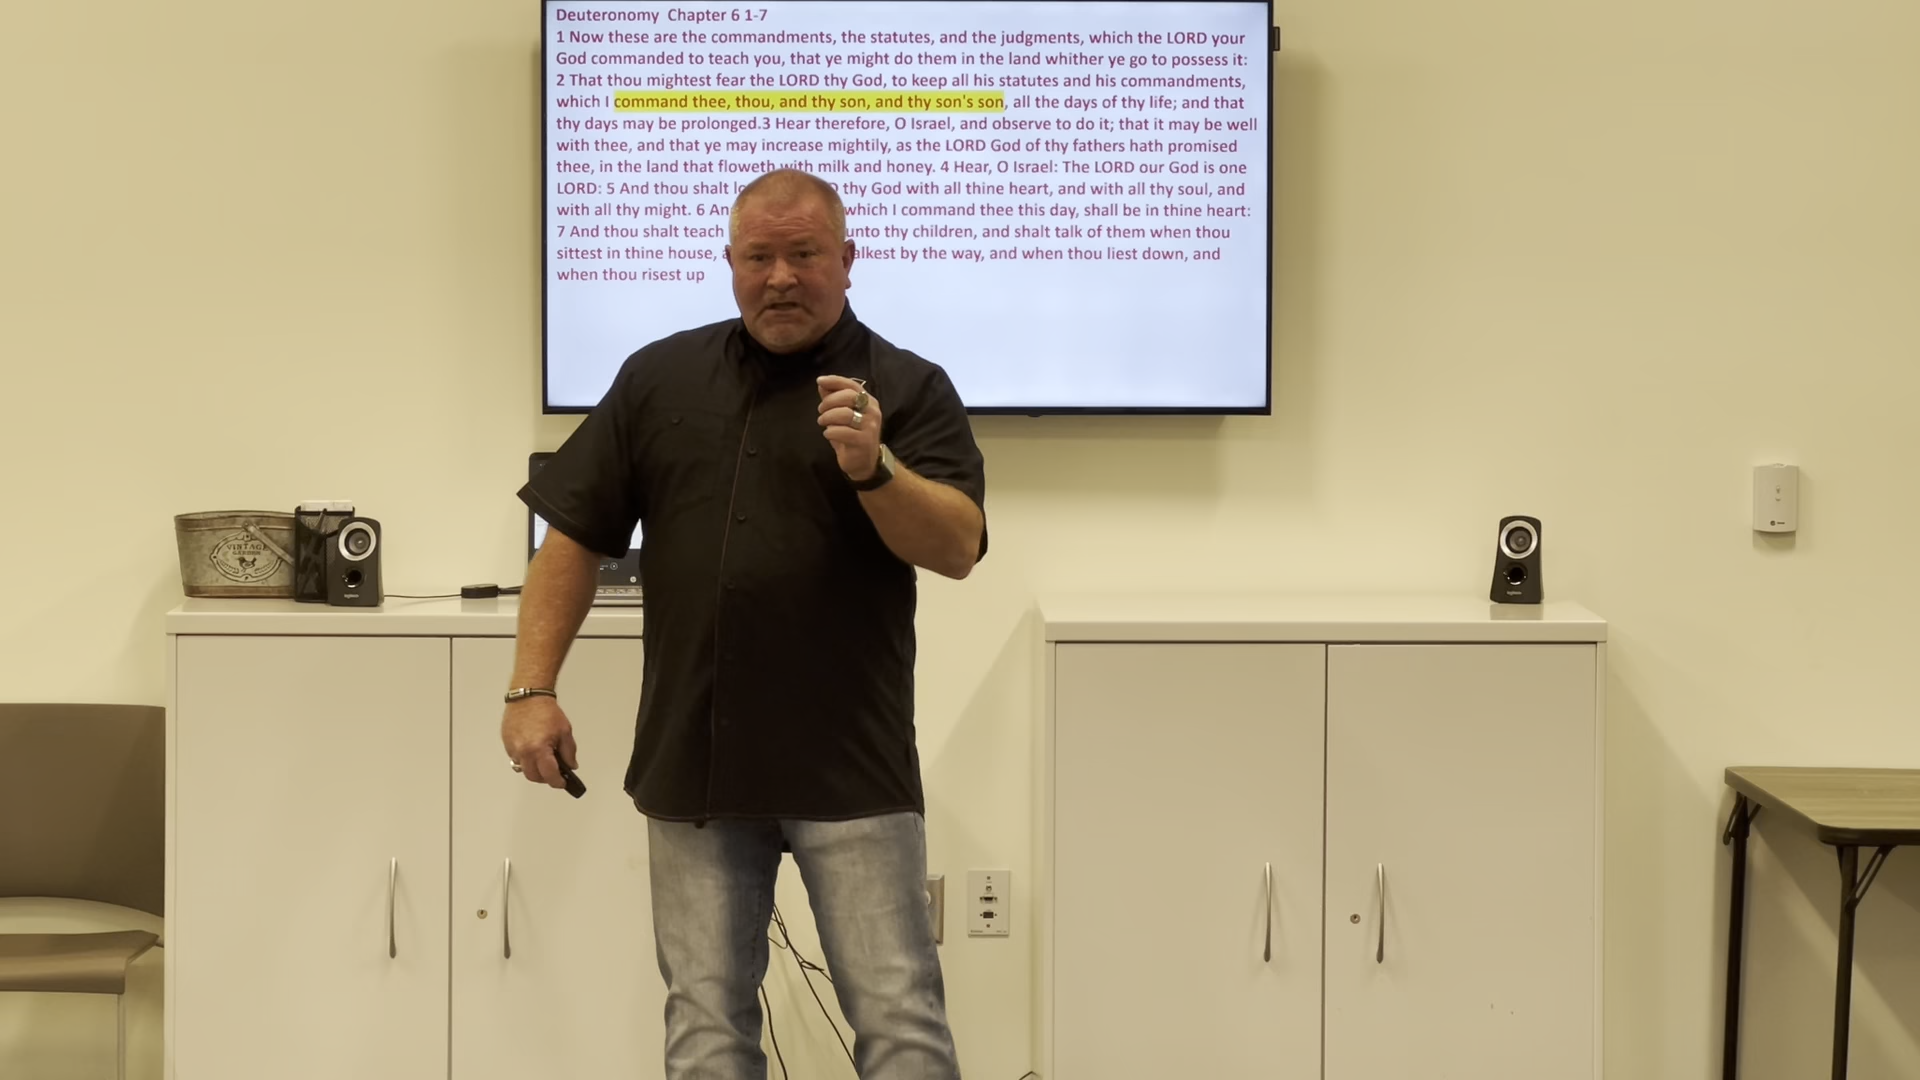 Deuteronomy  Chapter 6 1-7
1 Now these are the commandments, the statutes, and the judgments, which the LORD your
God commanded to teach you, that ye might do them in the land whither ye go to possess it:
2 That thou mightest fear the LORD thy God, to keep all his statutes and his commandments,
which I command thee, thou, and thy son, and thy son's son, all the days of thy life; and that
thy days may be prolonged.3 Hear therefore, O Israel, and observe to do it; that it may be well
with thee, and that ye may increase mightily, as the LORD God of thy fathers hath promised
thee, in the land that floweth with milk and honey. 4 Hear, O Israel: The LORD our God is one
LORD: 5 And thou shalt thy God with all thine heart, and with all thy soul, and
with all thy might. 6 which I command thee this day, shall be in thine heart:
7 And thou shalt teach unto thy children, and shalt talk of them when thou
sittest in thine house, by the way, and when thou liest down, and
when thou risest up
VINTAGE
GARDEN
logitech
logitech